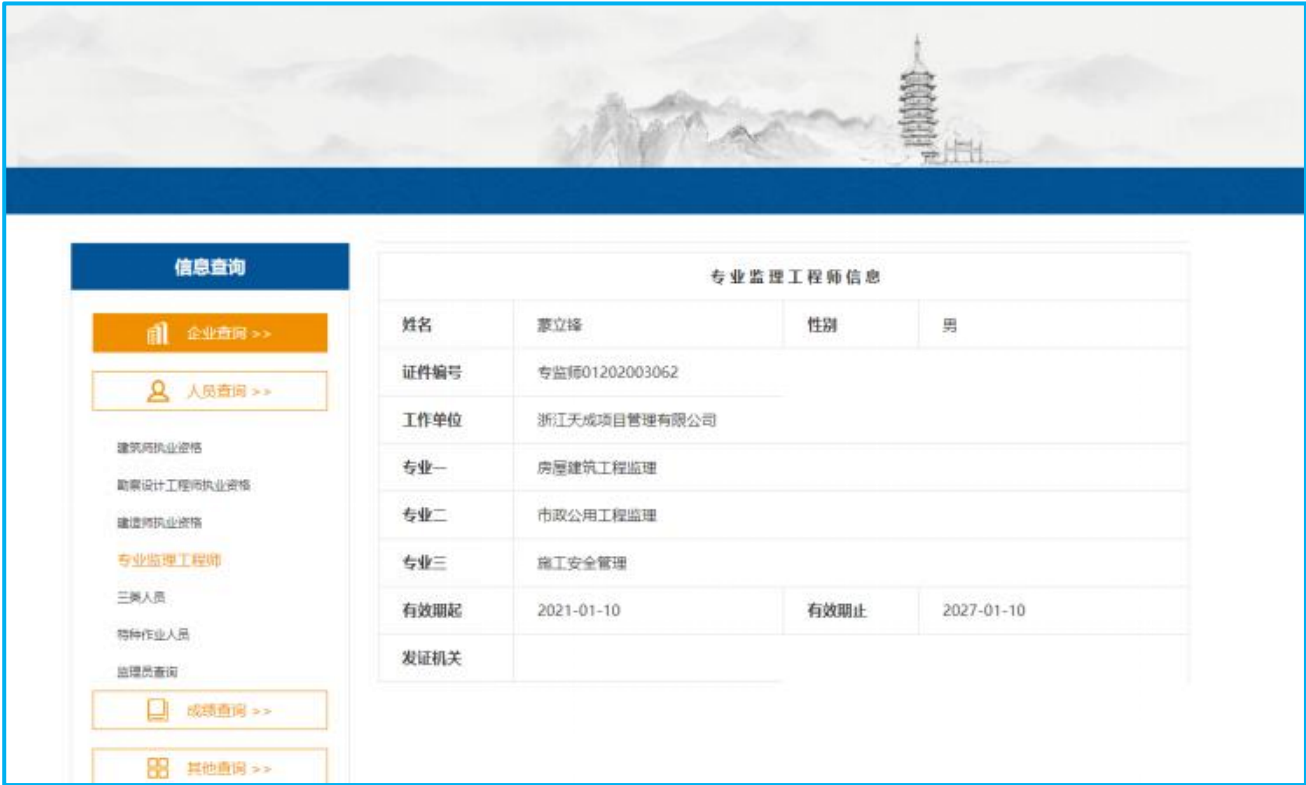 信息查询
企业查询 >>
人员查询 >>
建筑师执业资格
勘察设计工程师执业资格
建造师执业资格
专业监理工程师
三类人员
特种作业人员
监理员查询
成绩查询 >>
其他查询 >>
专业监理工程师信息
姓名 蒙立锋 性别 男
证件编号 专监师01202003062
工作单位 浙江天成项目管理有限公司
专业一 房屋建筑工程监理
专业二 市政公用工程监理
专业三 施工安全管理
有效期起 2021-01-10 有效期止 2027-01-10
发证机关